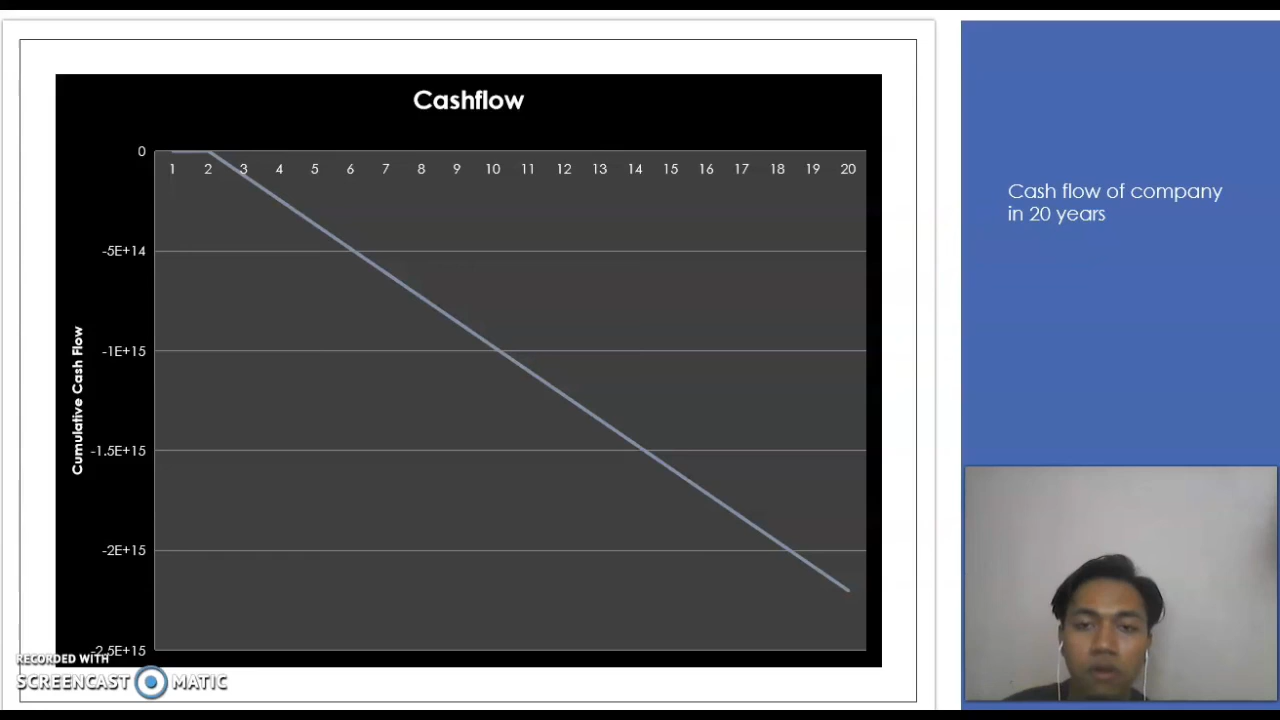 Cashflow
0
1 2 3 4 5 6 7 8 9 10 11 12 13 14 15 16 17 18 19 20
-5E+14
-1E+15
-1.5E+15
-2E+15
-2.5E+15
Cumulative Cash Flow
Cash flow of company
in 20 years
RECORDED WITH
SCREENCAST MATIC